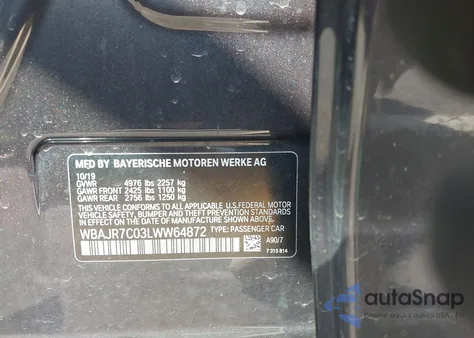 MFD BY BAYERISCHE MOTOREN WERKE AG
10/19
GVWR 4976 lbs 2257 kg
GAWR FRONT 2425 lbs 1100 kg
GAWR REAR 2756 lbs 1250 kg
THIS VEHICLE CONFORMS TO ALL APPLICABLE U.S.FEDERAL MOTOR
VEHICLE SAFETY, BUMPER, AND THEFT PREVENTION
STANDARDS IN EFFECT ON THE DATE OF MANUFACTURE SHOWN ABOVE.
WBAJR7C03LWW64872 TYPE: PASSENGER CAR
A90/7
7 315 814
autoSnap